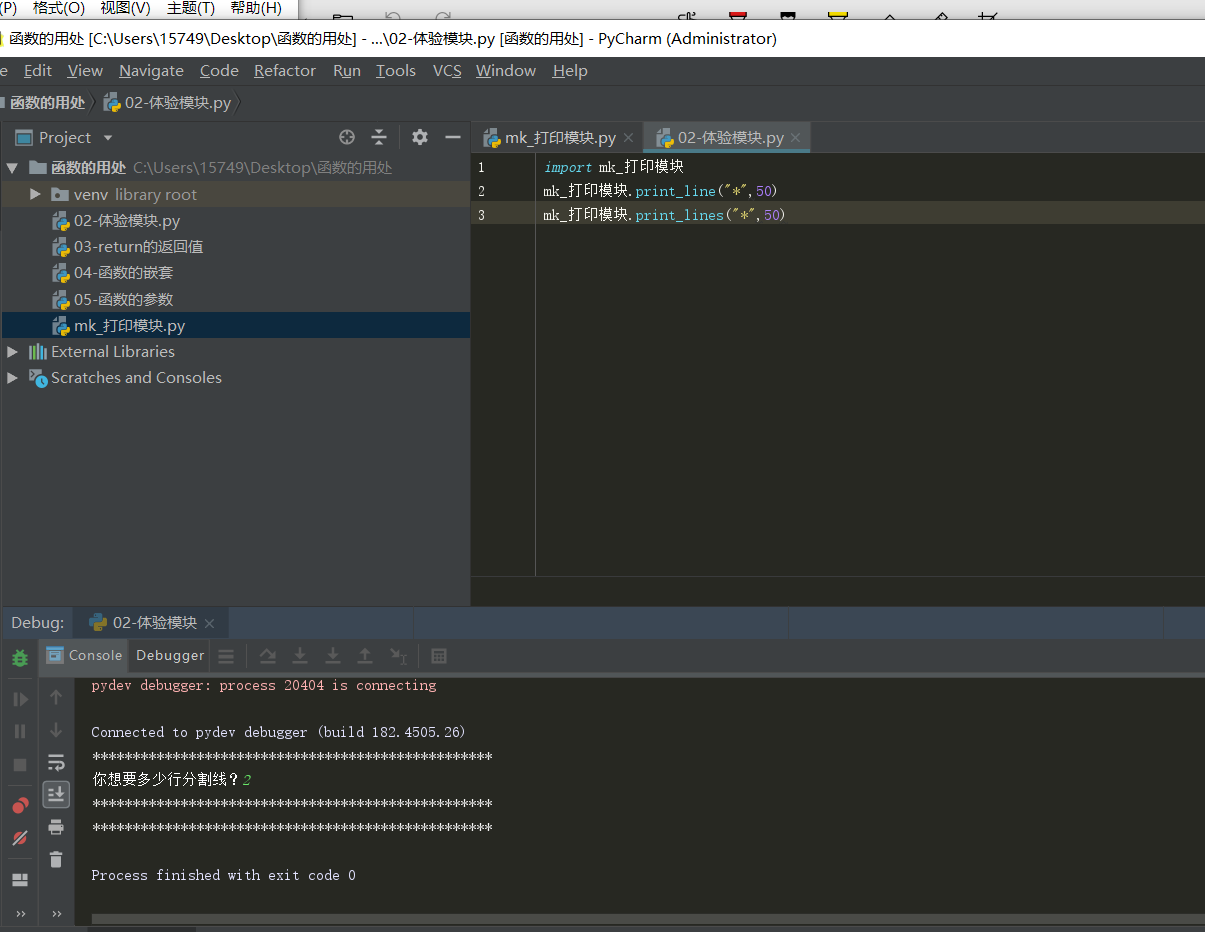 (P) 格式(O) 视图(V) 主题(T) 帮助(H)
函数的用处 [C:\Users\15749\Desktop\函数的用处] - ...\02-体验模块.py [函数的用处] - PyCharm (Administrator)
e Edit View Navigate Code Refactor Run Tools VCS Window Help
函数的用处 02-体验模块.py
Project
mk_打印模块.py 02-体验模块.py
函数的用处 C:\Users\15749\Desktop\函数的用处
venv library root
02-体验模块.py
03-return的返回值
04-函数的嵌套
05-函数的参数
mk_打印模块.py
External Libraries
Scratches and Consoles
1 import mk_打印模块
2 mk_打印模块.print_line("*",50)
3 mk_打印模块.print_lines("*",50)
Debug: 02-体验模块
Console Debugger
pydev debugger: process 20404 is connecting
Connected to pydev debugger (build 182.4505.26)
**************************************************
你想要多少行分割线？2
**************************************************
**************************************************
Process finished with exit code 0